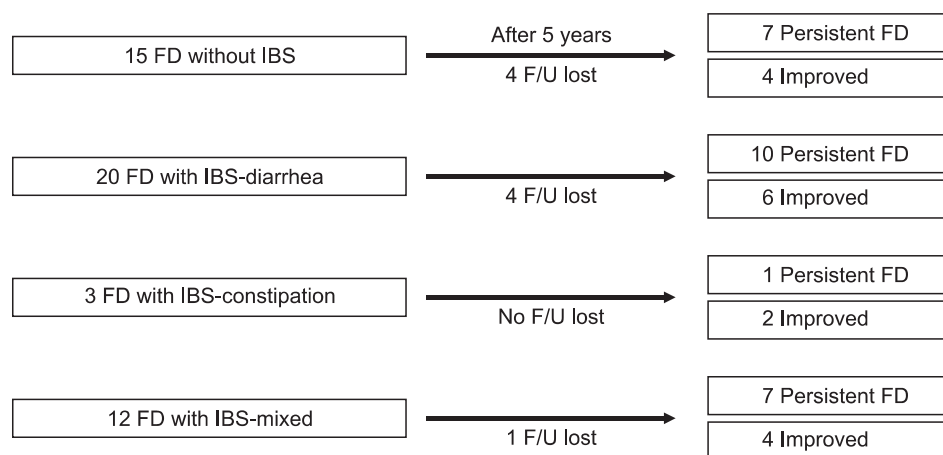 15 FD without IBS
After 5 years
4 F/U lost
7 Persistent FD
4 Improved
20 FD with IBS-diarrhea
4 F/U lost
10 Persistent FD
6 Improved
3 FD with IBS-constipation
No F/U lost
1 Persistent FD
2 Improved
12 FD with IBS-mixed
1 F/U lost
7 Persistent FD
4 Improved